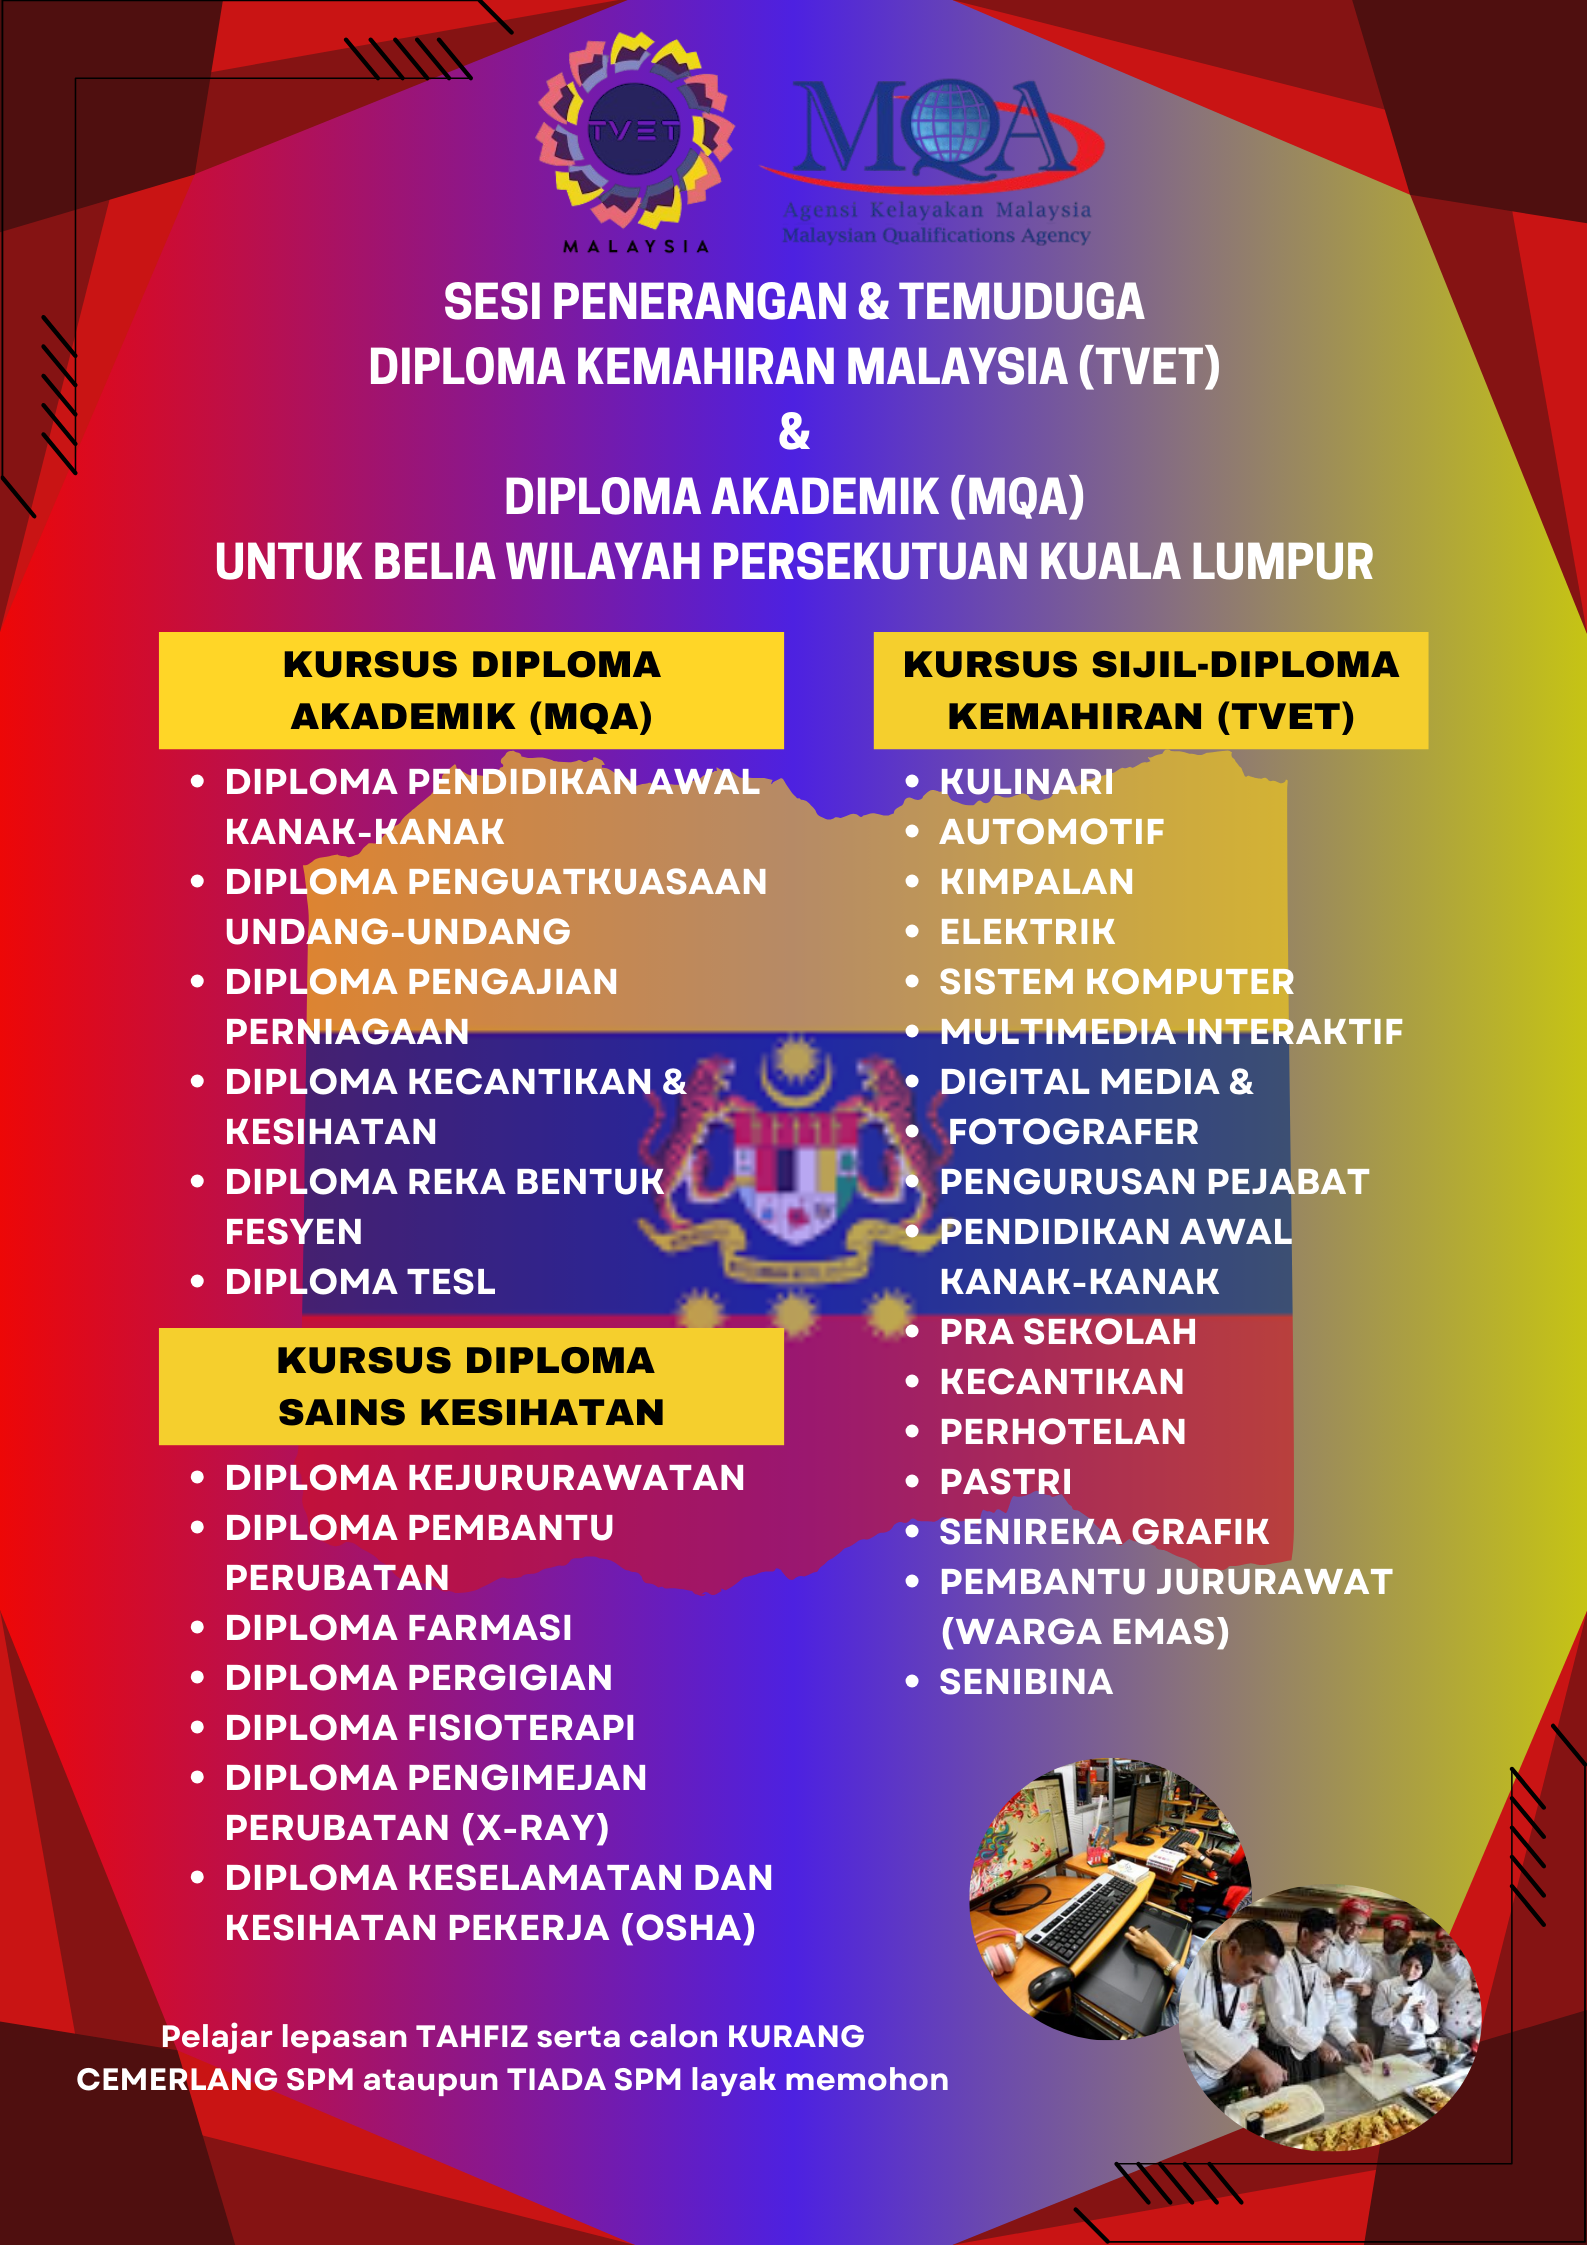 TVET
MALAYSIA
MQA
Agensi Kelayakan Malaysia
Malaysian Qualifications Agency
SESI PENERANGAN & TEMUDUGA
DIPLOMA KEMAHIRAN MALAYSIA (TVET)
&
DIPLOMA AKADEMIK (MQA)
UNTUK BELIA WILAYAH PERSEKUTUAN KUALA LUMPUR
KURSUS DIPLOMA
AKADEMIK (MQA)
• DIPLOMA PENDIDIKAN AWAL
KANAK-KANAK
• DIPLOMA PENGUATKUASAAN
UNDANG-UNDANG
• DIPLOMA PENGAJIAN
PERNIAGAAN
• DIPLOMA KECANTIKAN &
KESIHATAN
• DIPLOMA REKA BENTUK
FESYEN
• DIPLOMA TESL
KURSUS DIPLOMA
SAINS KESIHATAN
• DIPLOMA KEJURURAWATAN
• DIPLOMA PEMBANTU
PERUBATAN
• DIPLOMA FARMASI
• DIPLOMA PERGIGIAN
• DIPLOMA FISIOTERAPI
• DIPLOMA PENGIMEJAN
PERUBATAN (X-RAY)
• DIPLOMA KESELAMATAN DAN
KESIHATAN PEKERJA (OSHA)
KURSUS SIJIL-DIPLOMA
KEMAHIRAN (TVET)
• KULINARI
• AUTOMOTIF
• KIMPALAN
• ELEKTRIK
• SISTEM KOMPUTER
• MULTIMEDIA INTERAKTIF
• DIGITAL MEDIA &
• FOTOGRAFER
• PENGURUSAN PEJABAT
• PENDIDIKAN AWAL
KANAK-KANAK
• PRA SEKOLAH
• KECANTIKAN
• PERHOTELAN
• PASTRI
• SENIREKA GRAFIK
• PEMBANTU JURURAWAT
(WARGA EMAS)
• SENIBINA
Pelajar lepasan TAHFIZ serta calon KURANG
CEMERLANG SPM ataupun TIADA SPM layak memohon